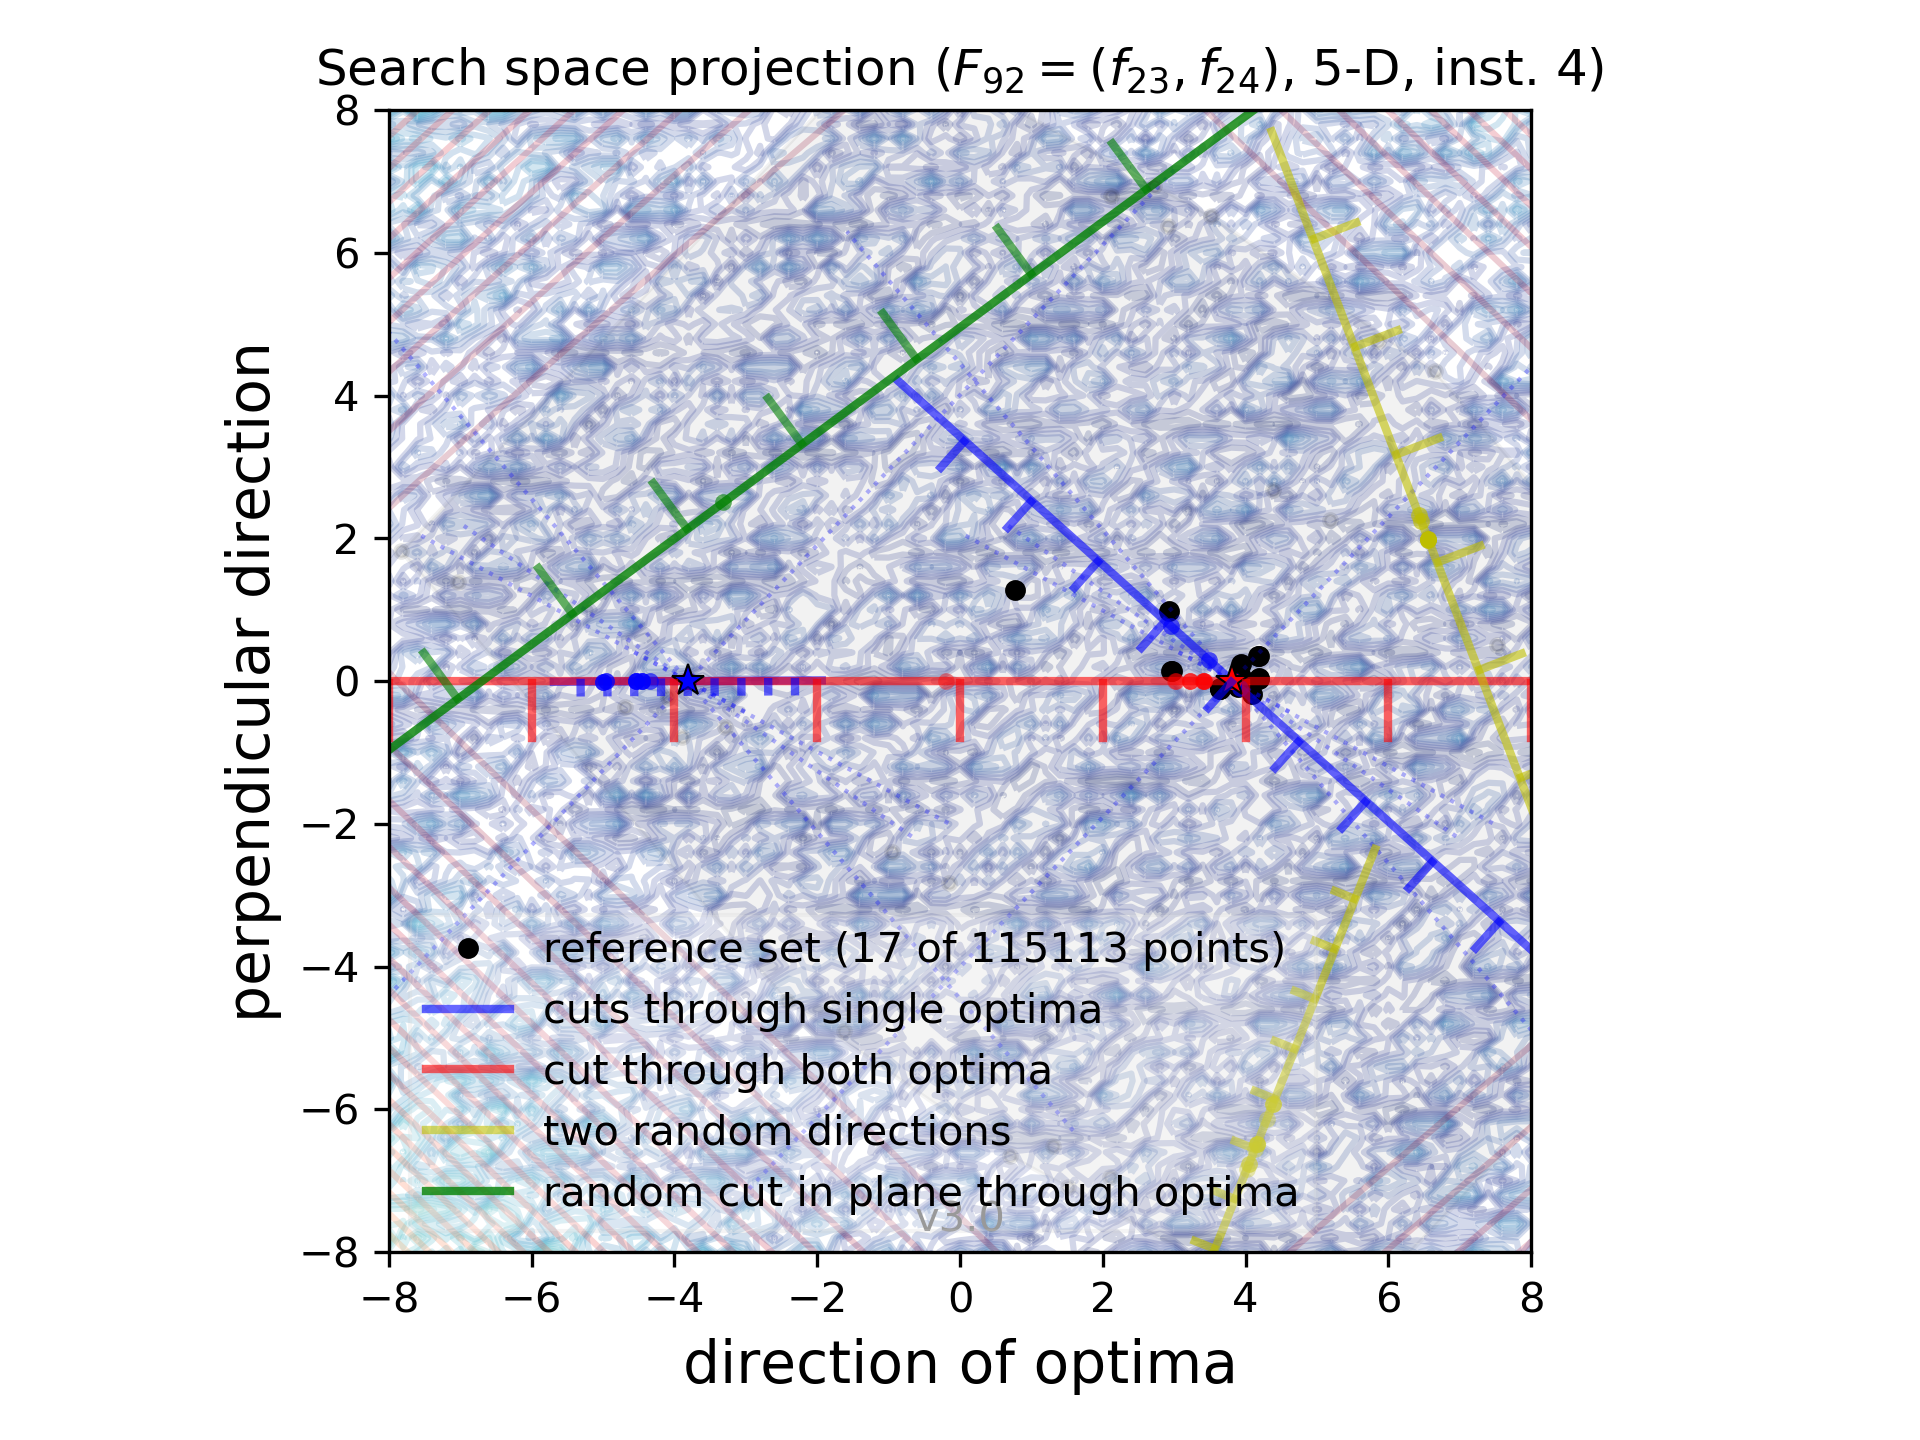 Search space projection (F₉₂ = (f₂₃, f₂₄), 5-D, inst. 4)
8
6
4
2
0
−2
−4
−6
−8
perpendicular direction
reference set (17 of 115113 points)
cuts through single optima
cut through both optima
two random directions
random cut in plane through optima
v3.0
−8 −6 −4 −2 0 2 4 6 8
direction of optima